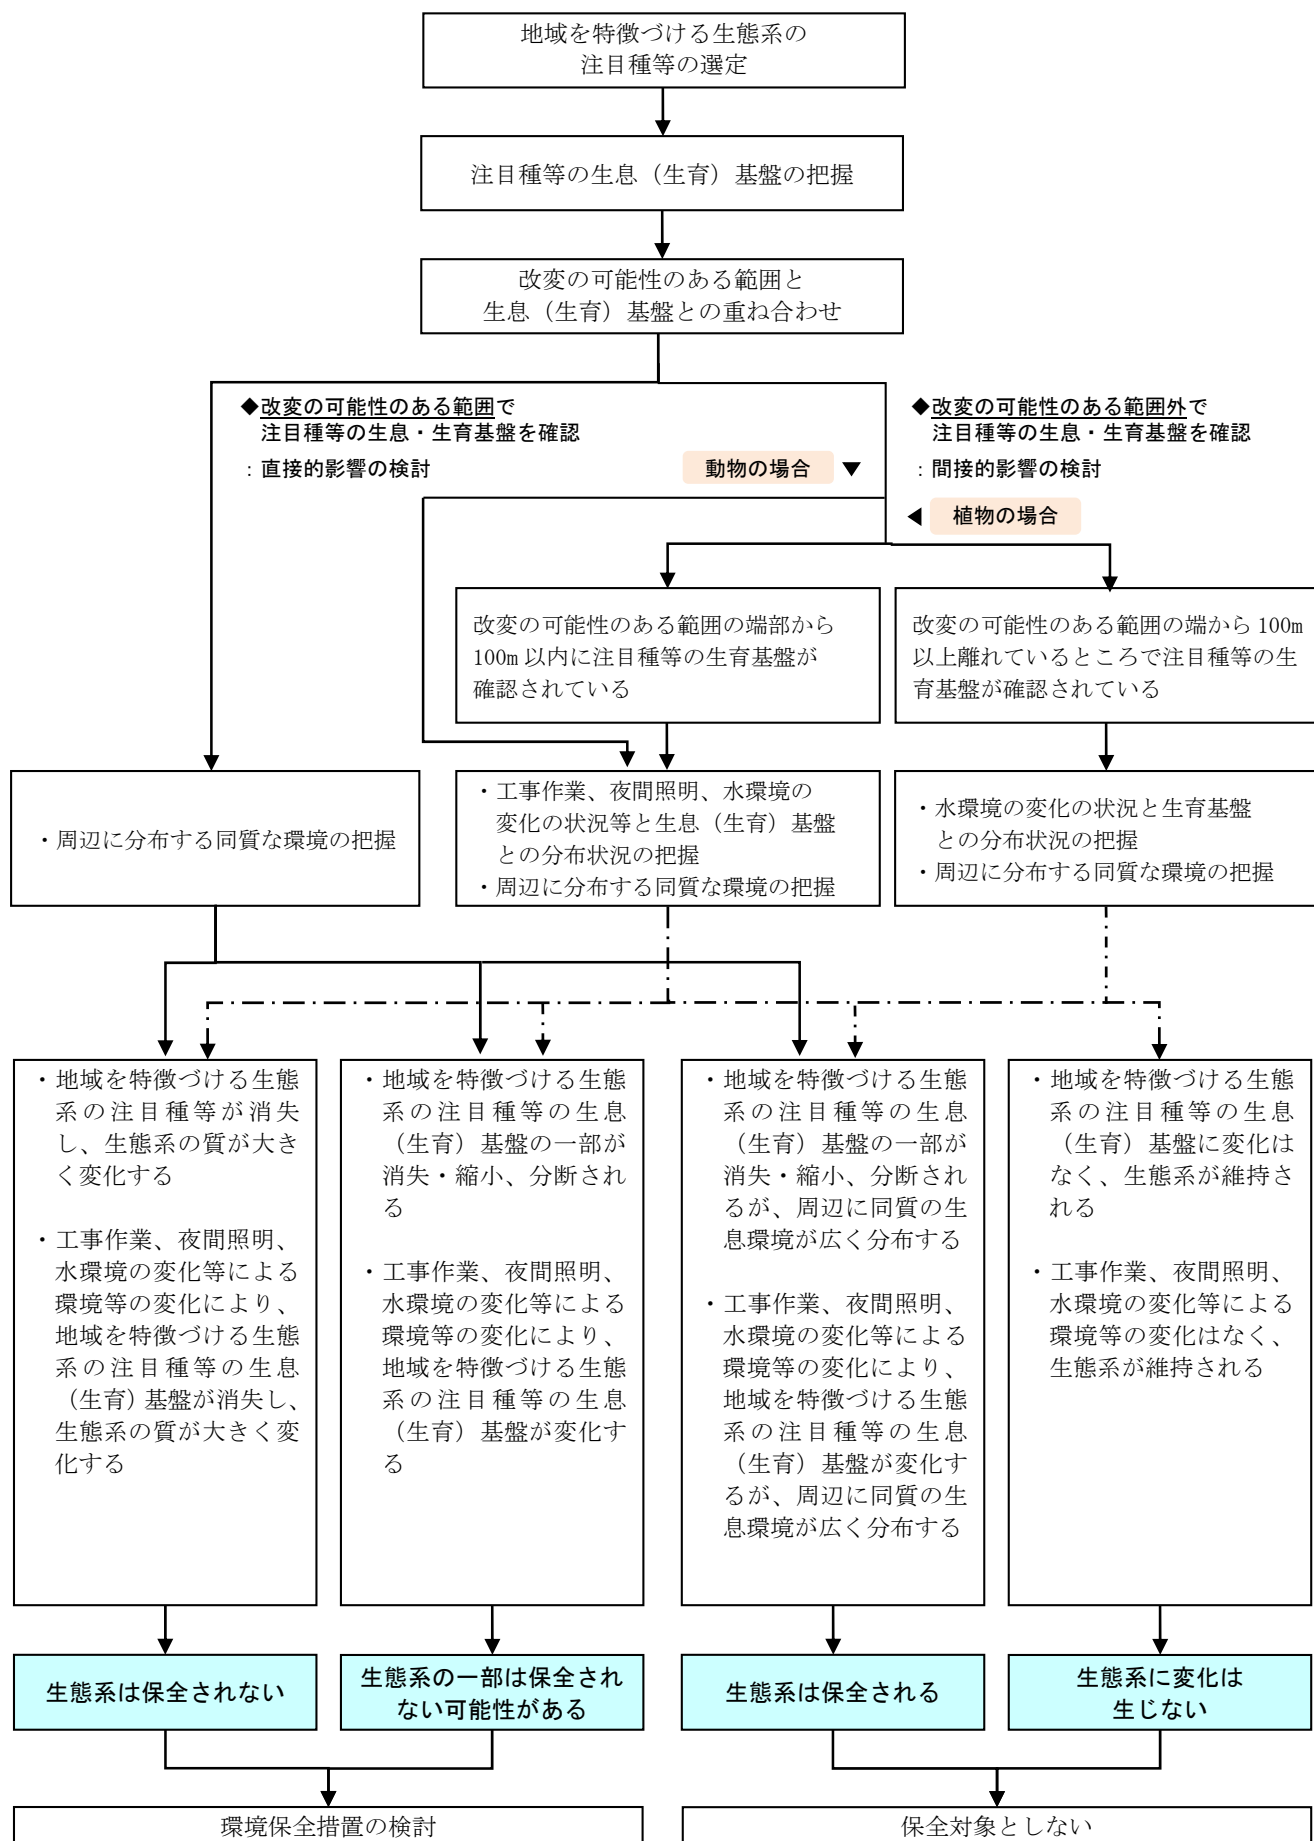 地域を特徴づける生態系の
注目種等の選定
注目種等の生息（生育）基盤の把握
改変の可能性のある範囲と
生息（生育）基盤との重ね合わせ
◆改変の可能性のある範囲で
注目種等の生息・生育基盤を確認
：直接的影響の検討
動物の場合 ▼
◆改変の可能性のある範囲外で
注目種等の生息・生育基盤を確認
：間接的影響の検討
◀ 植物の場合
改変の可能性のある範囲の端部から
100m 以内に注目種等の生育基盤が
確認されている
改変の可能性のある範囲の端から 100m
以上離れているところで注目種等の生
育基盤が確認されている
・周辺に分布する同質な環境の把握
・工事作業、夜間照明、水環境の
変化の状況等と生息（生育）基盤
との分布状況の把握
・周辺に分布する同質な環境の把握
・水環境の変化の状況と生育基盤
との分布状況の把握
・周辺に分布する同質な環境の把握
・地域を特徴づける生態
系の注目種等が消失
し、生態系の質が大き
く変化する
・工事作業、夜間照明、
水環境の変化等による
環境等の変化により、
地域を特徴づける生態
系の注目種等の生息
（生育）基盤が消失し、
生態系の質が大きく変
化する
・地域を特徴づける生態
系の注目種等の生息
（生育）基盤の一部が
消失・縮小、分断され
る
・工事作業、夜間照明、
水環境の変化等による
環境等の変化により、
地域を特徴づける生態
系の注目種等の生息
（生育）基盤が変化す
る
・地域を特徴づける生態
系の注目種等の生息
（生育）基盤の一部が
消失・縮小、分断され
るが、周辺に同質の生
息環境が広く分布する
・工事作業、夜間照明、
水環境の変化等による
環境等の変化により、
地域を特徴づける生態
系の注目種等の生息
（生育）基盤が変化す
るが、周辺に同質の生
息環境が広く分布する
・地域を特徴づける生態
系の注目種等の生息
（生育）基盤に変化は
なく、生態系が維持さ
れる
・工事作業、夜間照明、
水環境の変化等による
環境等の変化はなく、
生態系が維持される
生態系は保全されない
生態系の一部は保全され
ない可能性がある
生態系は保全される
生態系に変化は
生じない
環境保全措置の検討
保全対象としない